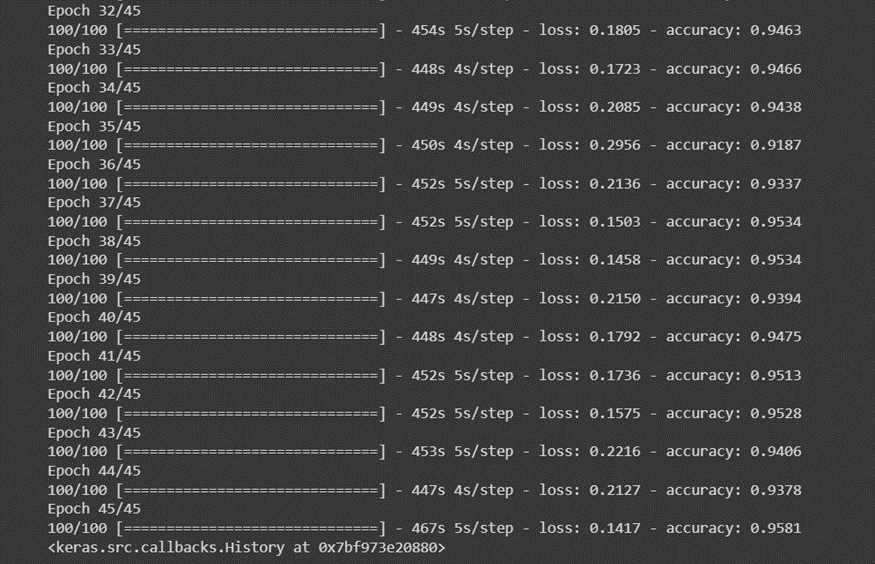 Epoch 32/45
100/100 [==============================] - 454s 5s/step - loss: 0.1805 - accuracy: 0.9463
Epoch 33/45
100/100 [==============================] - 448s 4s/step - loss: 0.1723 - accuracy: 0.9466
Epoch 34/45
100/100 [==============================] - 449s 4s/step - loss: 0.2085 - accuracy: 0.9438
Epoch 35/45
100/100 [==============================] - 450s 4s/step - loss: 0.2956 - accuracy: 0.9187
Epoch 36/45
100/100 [==============================] - 452s 5s/step - loss: 0.2136 - accuracy: 0.9337
Epoch 37/45
100/100 [==============================] - 452s 5s/step - loss: 0.1503 - accuracy: 0.9534
Epoch 38/45
100/100 [==============================] - 449s 4s/step - loss: 0.1458 - accuracy: 0.9534
Epoch 39/45
100/100 [==============================] - 447s 4s/step - loss: 0.2150 - accuracy: 0.9394
Epoch 40/45
100/100 [==============================] - 448s 4s/step - loss: 0.1792 - accuracy: 0.9475
Epoch 41/45
100/100 [==============================] - 452s 5s/step - loss: 0.1736 - accuracy: 0.9513
Epoch 42/45
100/100 [==============================] - 452s 5s/step - loss: 0.1575 - accuracy: 0.9528
Epoch 43/45
100/100 [==============================] - 453s 5s/step - loss: 0.2216 - accuracy: 0.9406
Epoch 44/45
100/100 [==============================] - 447s 4s/step - loss: 0.2127 - accuracy: 0.9378
Epoch 45/45
100/100 [==============================] - 467s 5s/step - loss: 0.1417 - accuracy: 0.9581
<keras.src.callbacks.History at 0x7bf973e20880>